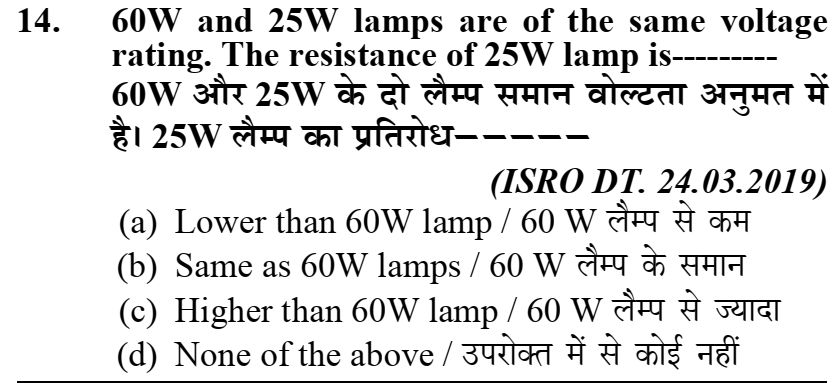 14. 60W and 25W lamps are of the same voltage
rating. The resistance of 25W lamp is---------
60W और 25W के दो लैम्प समान वोल्टता अनुमत में
है। 25W लैम्प का प्रतिरोध–––––
(ISRO DT. 24.03.2019)
(a) Lower than 60W lamp / 60 W लैम्प से कम
(b) Same as 60W lamps / 60 W लैम्प के समान
(c) Higher than 60W lamp / 60 W लैम्प से ज्यादा
(d) None of the above / उपरोक्त में से कोई नहीं